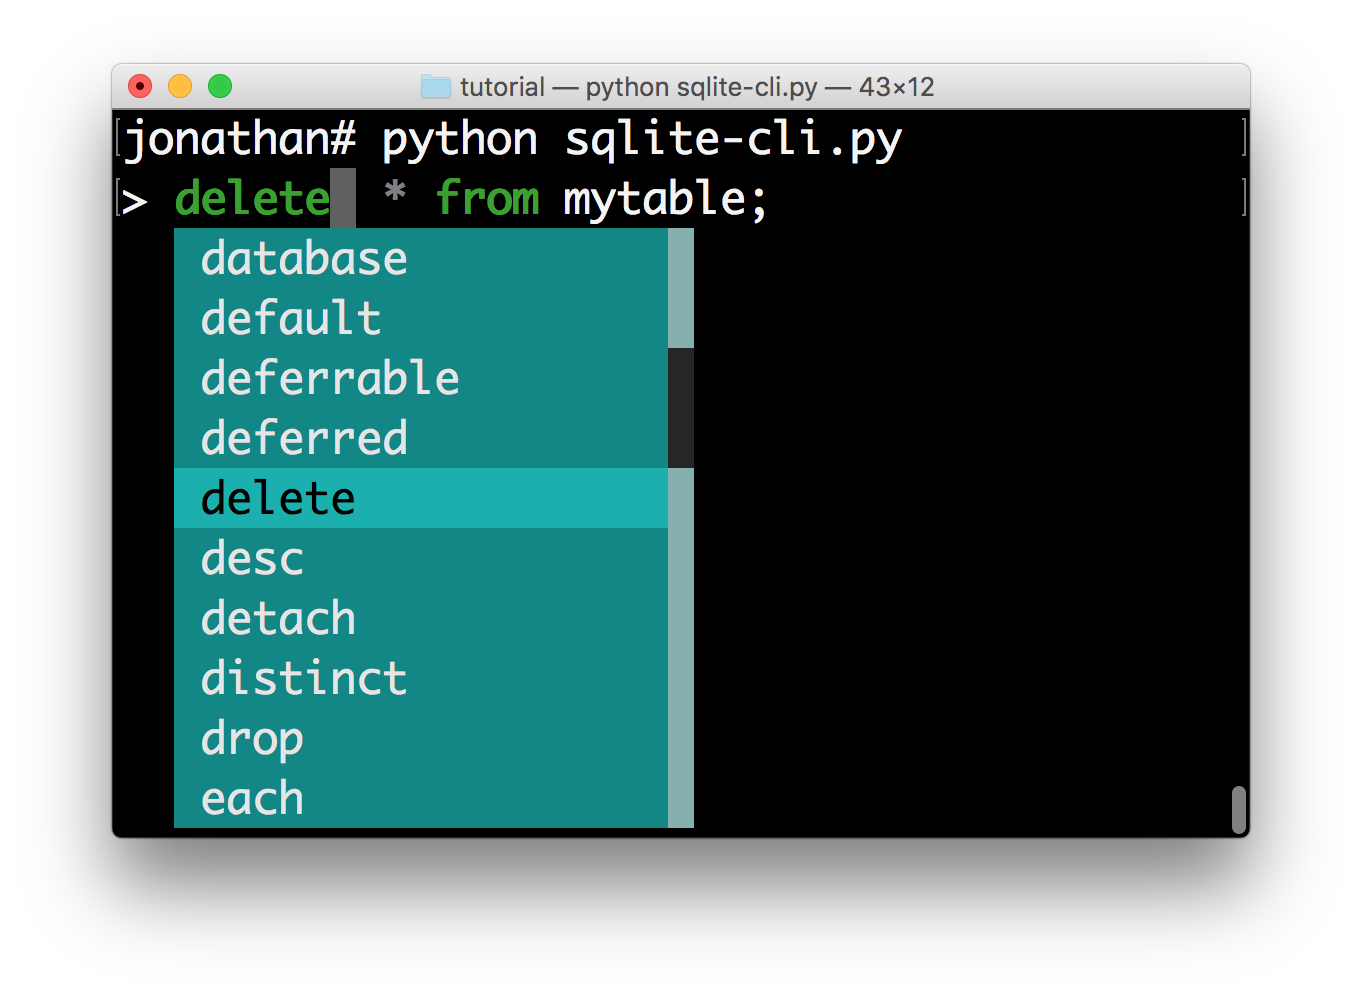 tutorial — python sqlite-cli.py — 43×12
jonathan# python sqlite-cli.py
> delete * from mytable;
database
default
deferrable
deferred
delete
desc
detach
distinct
drop
each